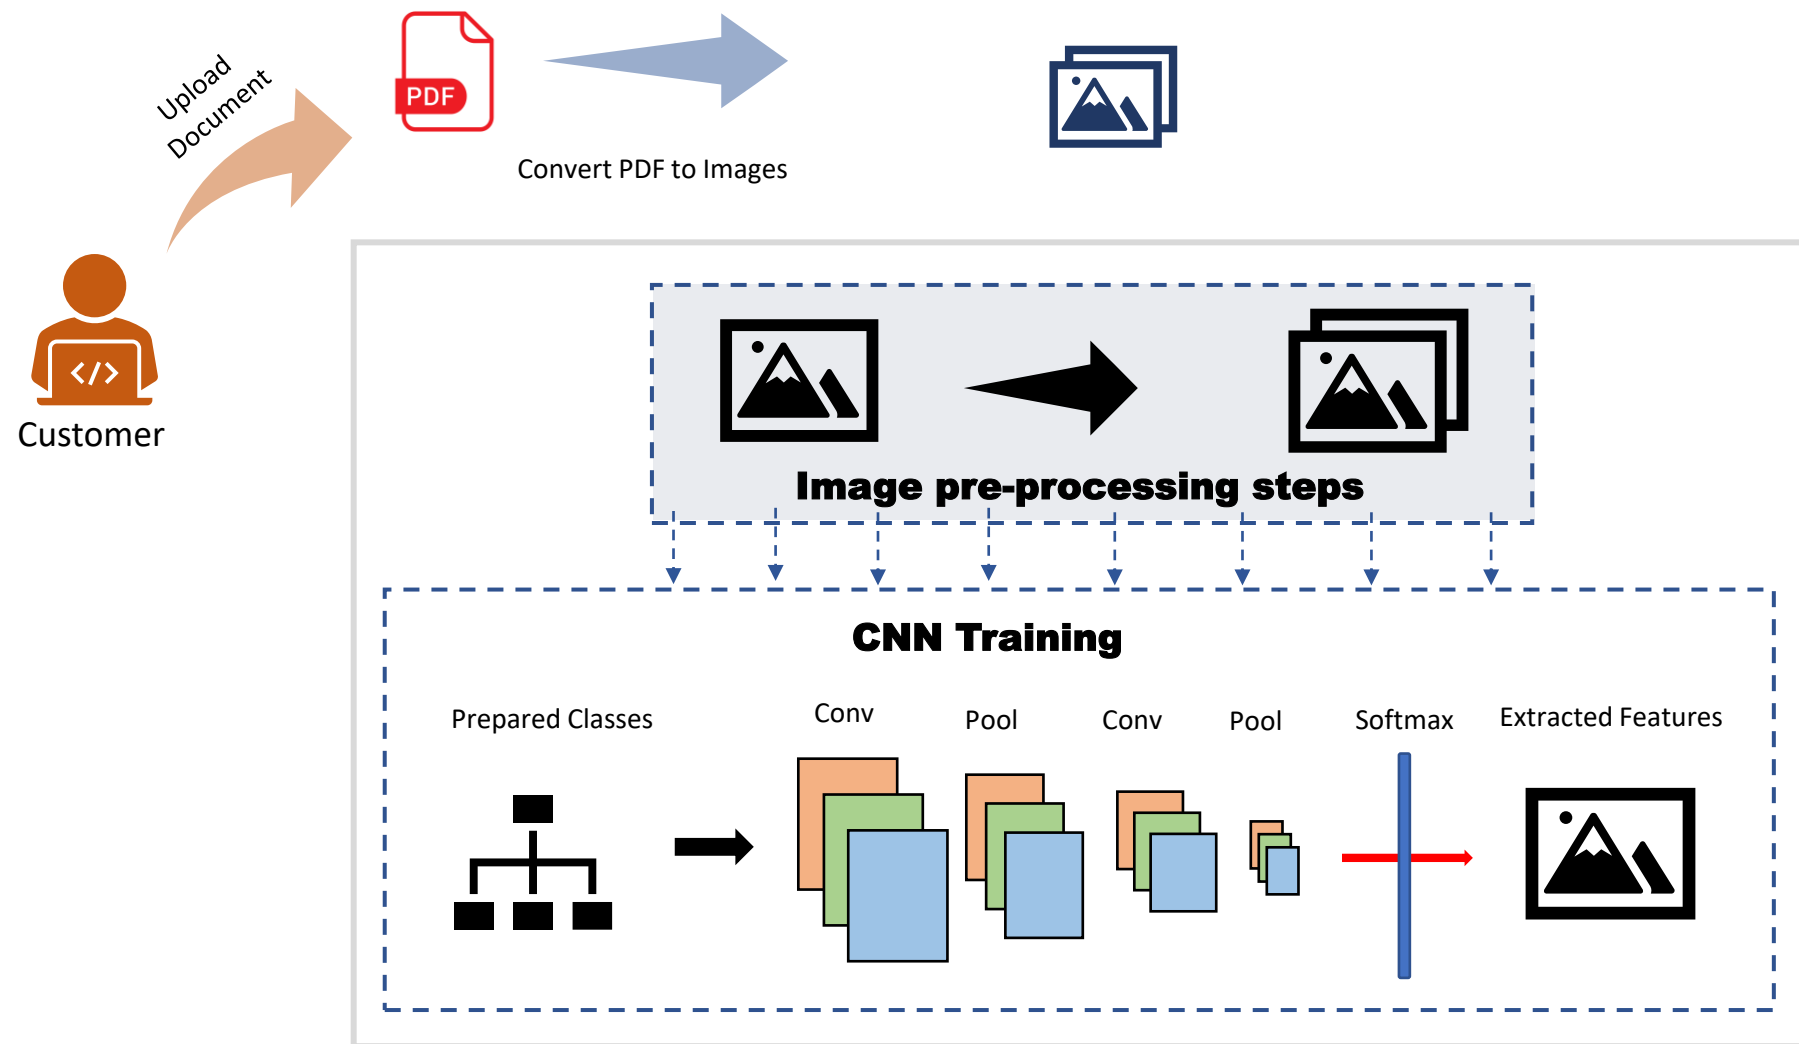 Upload
Document
PDF
Convert PDF to Images
</>
Customer
Image pre-processing steps
CNN Training
Prepared Classes
Conv
Pool
Conv
Pool
Softmax
Extracted Features